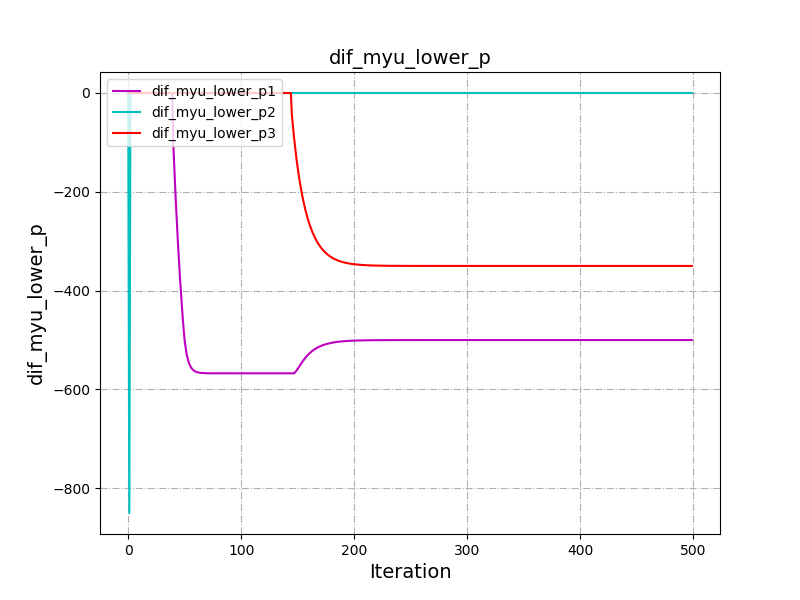 dif_myu_lower_p
dif_myu_lower_p
0
−200
−400
−600
−800
dif_myu_lower_p1
dif_myu_lower_p2
dif_myu_lower_p3
0 100 200 300 400 500
Iteration